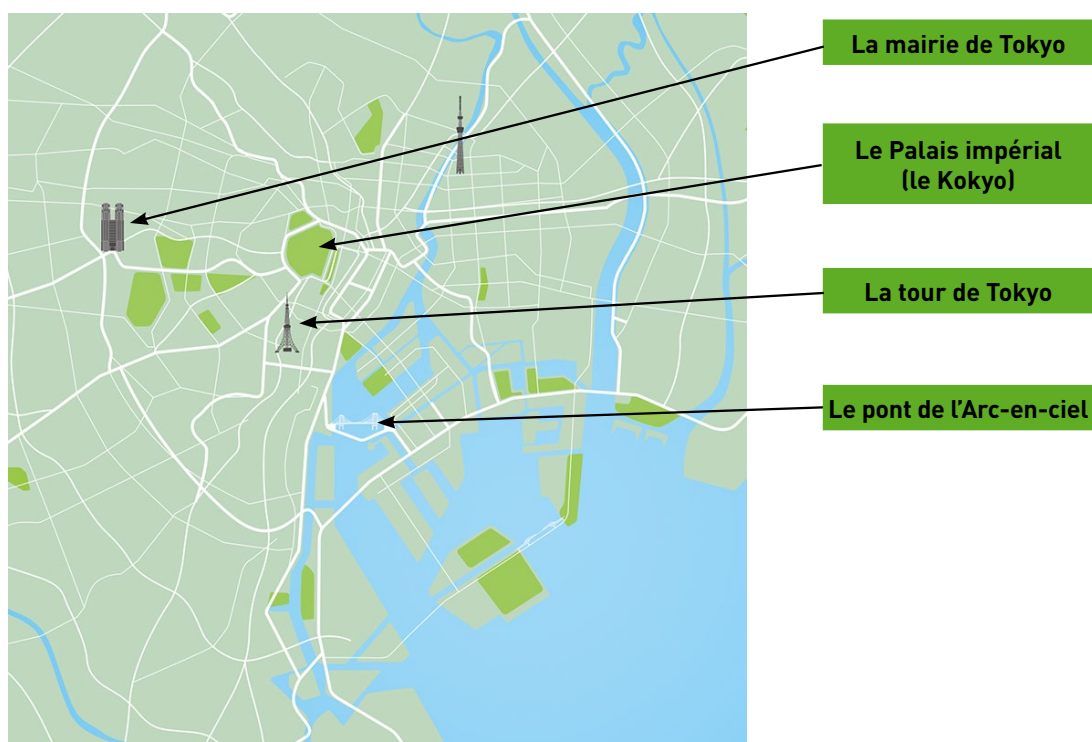 La mairie de Tokyo
Le Palais impérial
(le Kokyo)
La tour de Tokyo
Le pont de l'Arc-en-ciel